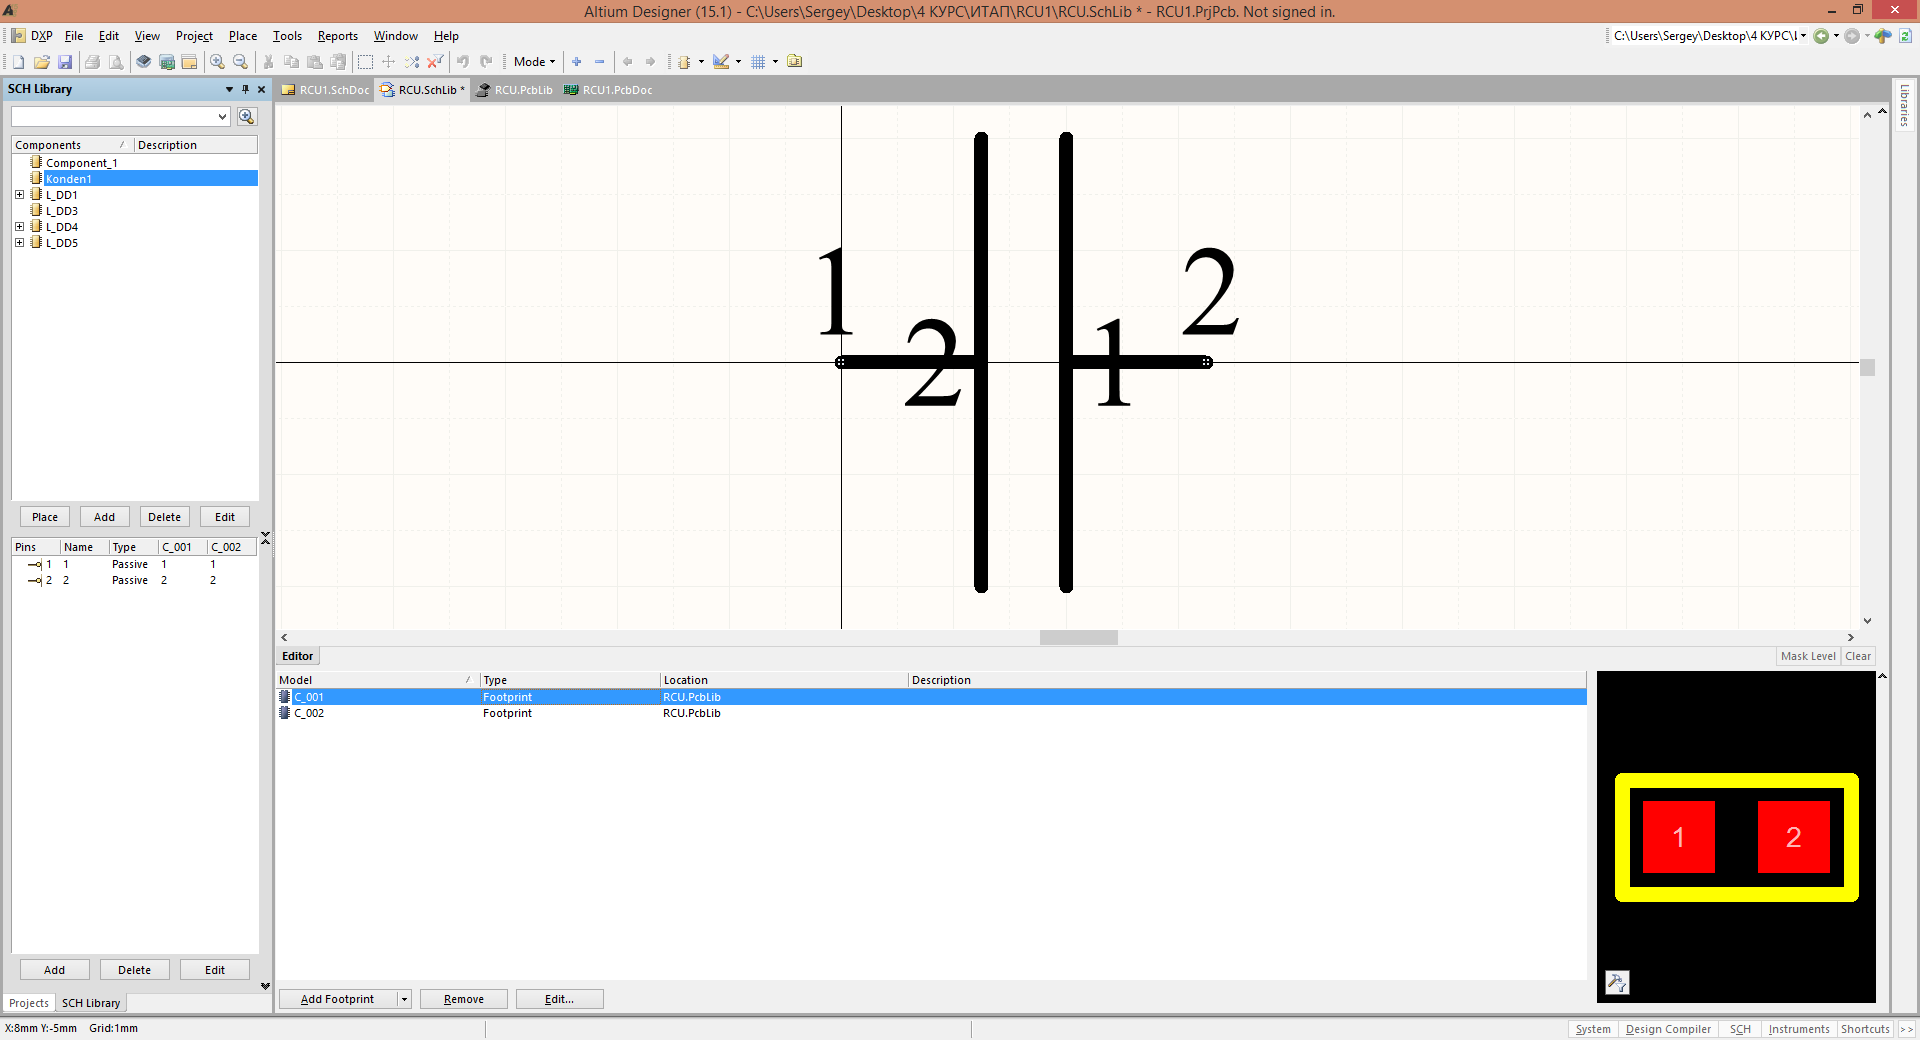 Altium Designer (15.1) - C:\Users\Sergey\Desktop\4 КУРС\ИТАП\RCU1\RCU.SchLib * - RCU1.PrjPcb. Not signed in.
DXP File Edit View Project Place Tools Reports Window Help
C:\Users\Sergey\Desktop\4 КУРС\
Mode
SCH Library
RCU1.SchDoc RCU.SchLib * RCU.PcbLib RCU1.PcbDoc
Libraries
Components Description
Component_1
Konden1
L_DD1
L_DD3
L_DD4
L_DD5
1 2
2 1
Place Add Delete Edit
Pins Name Type C_001 C_002
1 1 Passive 1 1
2 2 Passive 2 2
Add Delete Edit
Projects SCH Library
Editor
Mask Level Clear
Model Type Location Description
C_001 Footprint RCU.PcbLib
C_002 Footprint RCU.PcbLib
1 2
Add Footprint Remove Edit...
X:8mm Y:-5mm Grid:1mm
System Design Compiler SCH Instruments Shortcuts >>